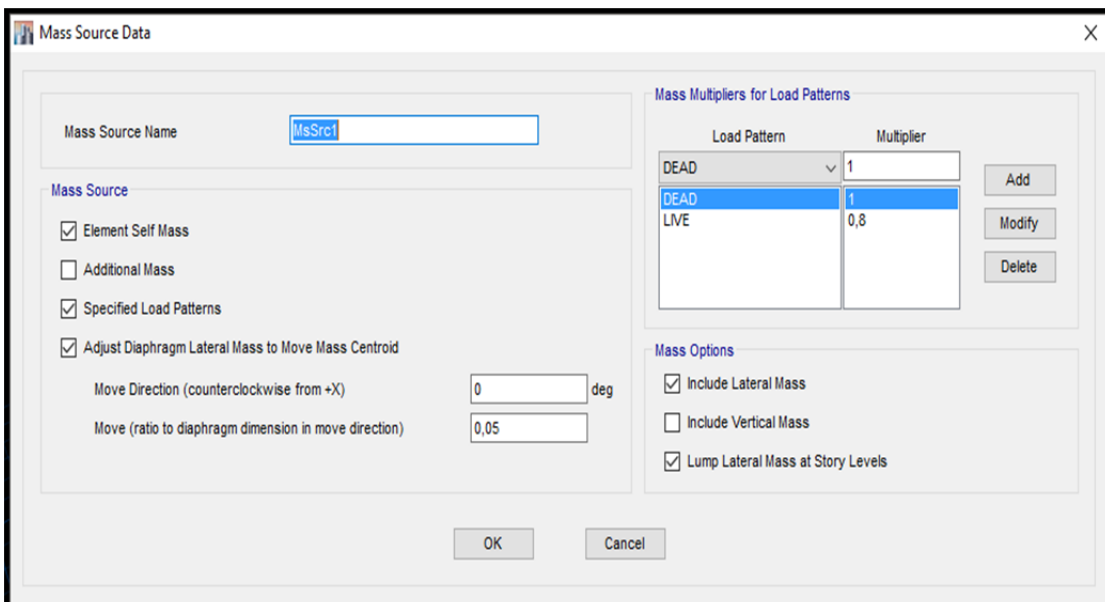 Mass Source Data
Mass Source Name
MsSrc1
Mass Source
Element Self Mass
Additional Mass
Specified Load Patterns
Adjust Diaphragm Lateral Mass to Move Mass Centroid
Move Direction (counterclockwise from +X) 0 deg
Move (ratio to diaphragm dimension in move direction) 0,05
Mass Multipliers for Load Patterns
Load Pattern Multiplier
DEAD 1
DEAD 1
LIVE 0,8
Add
Modify
Delete
Mass Options
Include Lateral Mass
Include Vertical Mass
Lump Lateral Mass at Story Levels
OK Cancel